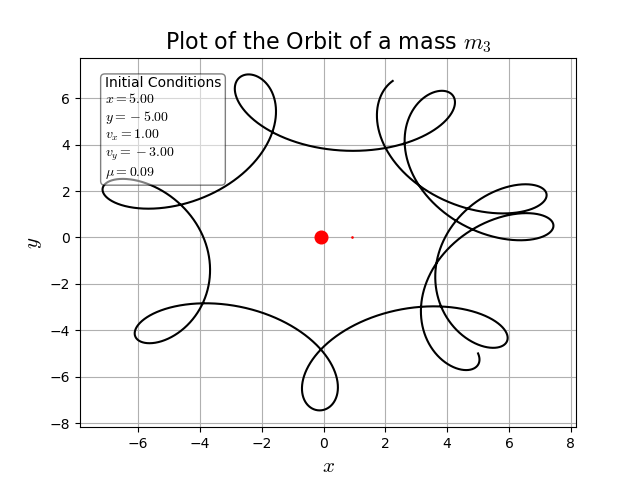 Plot of the Orbit of a mass m₃
Initial Conditions
x = 5.00
y = −5.00
vₓ = 1.00
v_y = −3.00
μ = 0.09
6
4
2
0
−2
−4
−6
−8
y
−6 −4 −2 0 2 4 6 8
x